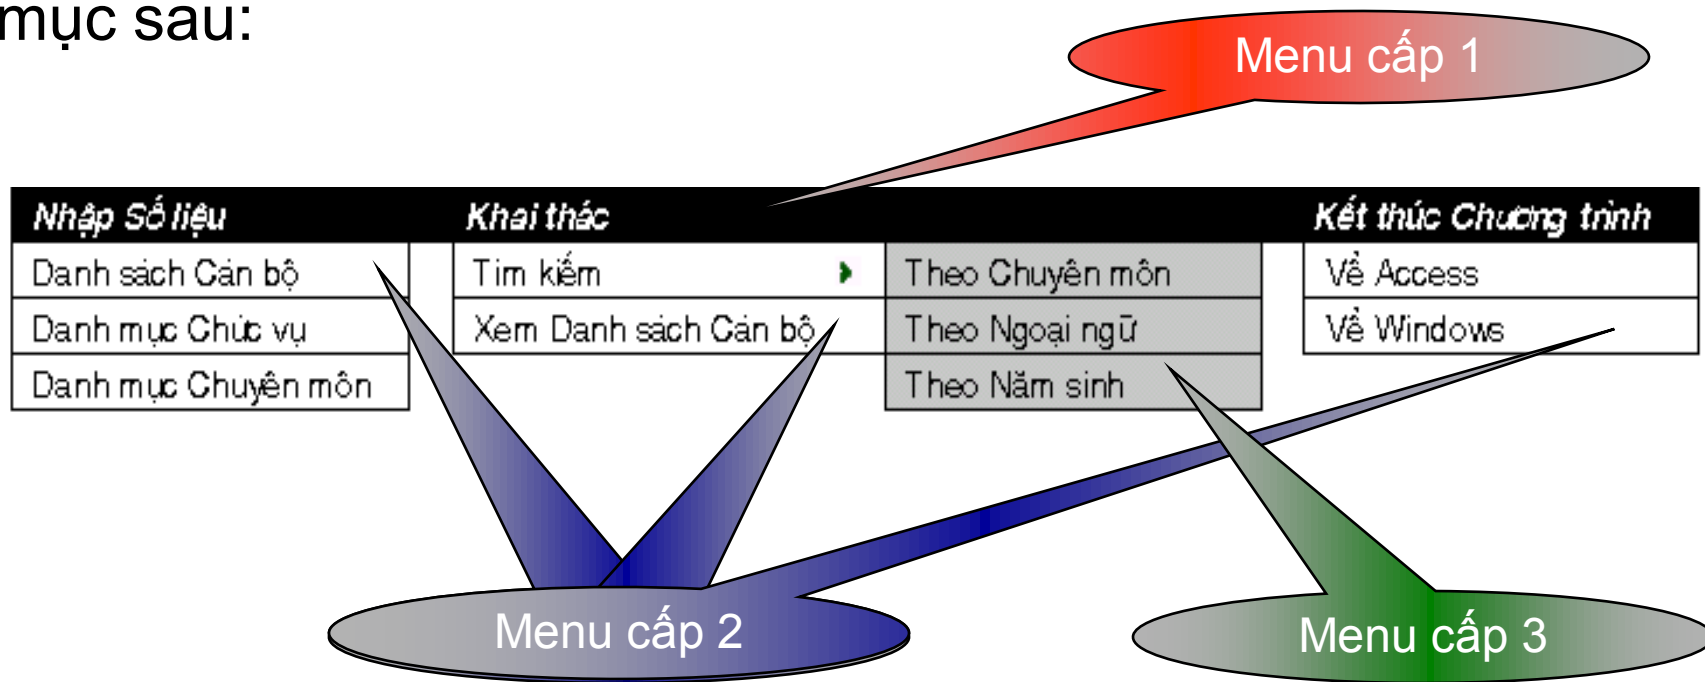 mục sau:
Menu cấp 1
Nhập Số liệu Khai thác Kết thúc Chương trình
Danh sách Cán bộ Tìm kiếm Theo Chuyên môn Về Access
Danh mục Chức vụ Xem Danh sách Cán bộ Theo Ngoại ngữ Về Windows
Danh mục Chuyên môn Theo Năm sinh
Menu cấp 2 Menu cấp 3